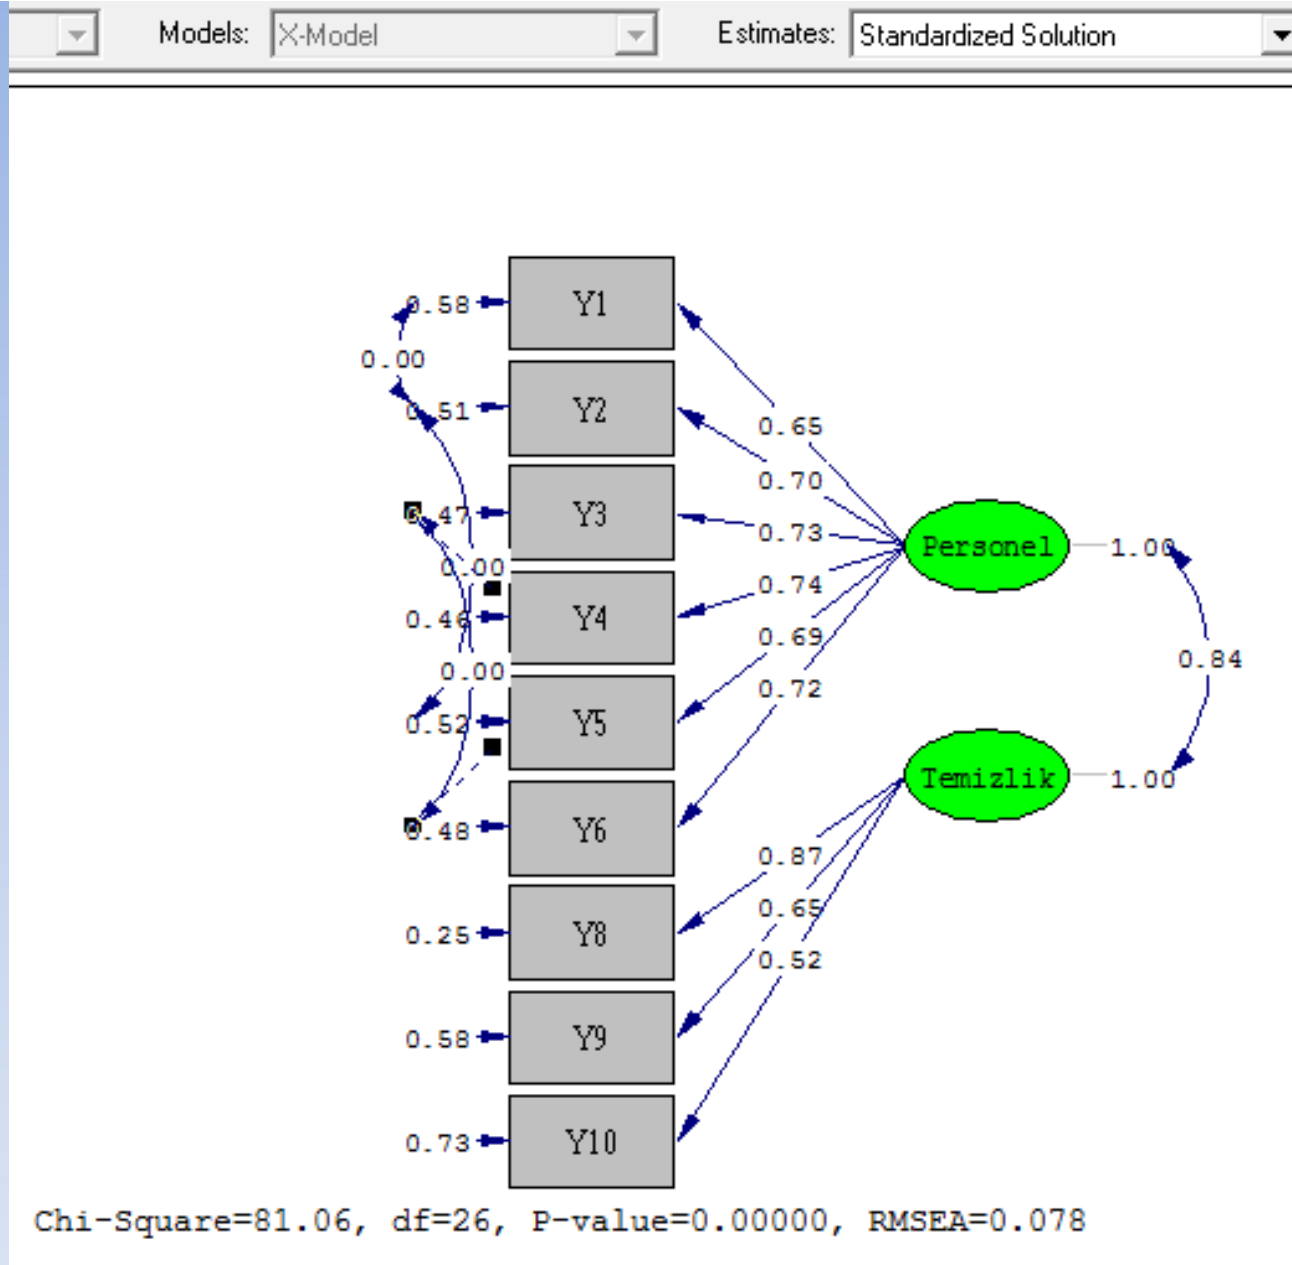 Models: X-Model Estimates: Standardized Solution
0.58 Y1
0.00
0.51 Y2
0.65
0.70
0.47 Y3
0.73
Personel 1.00
0.00
0.74
0.46 Y4
0.69
0.84
0.00
0.72
0.52 Y5
Temizlik 1.00
0.48 Y6
0.87
0.65
0.25 Y8
0.52
0.58 Y9
0.73 Y10
Chi-Square=81.06, df=26, P-value=0.00000, RMSEA=0.078